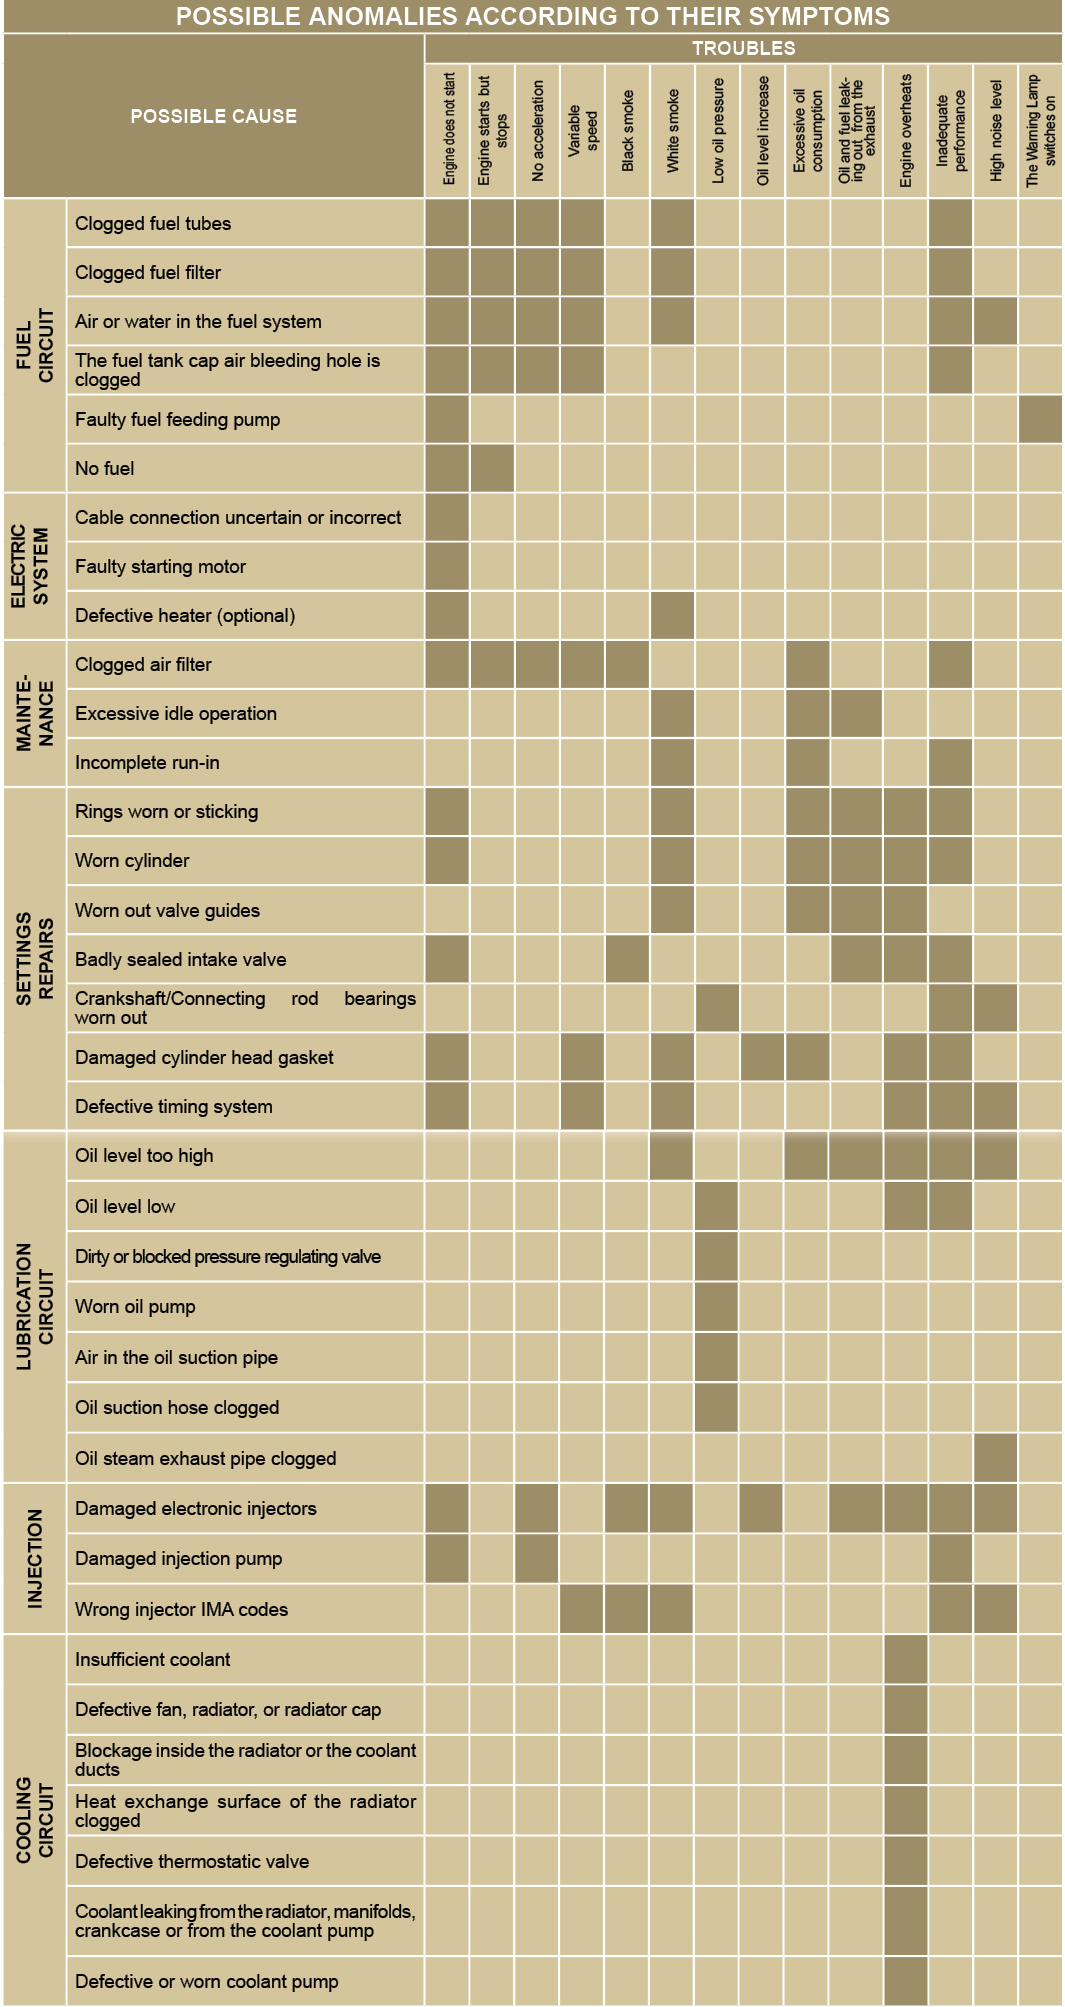 POSSIBLE ANOMALIES ACCORDING TO THEIR SYMPTOMS
TROUBLES
POSSIBLE CAUSE
Engine does not start
Engine starts but
stops
No acceleration
Variable
speed
Black smoke
White smoke
Low oil pressure
Oil level increase
Excessive oil
consumption
Oil and fuel leak-
ing out from the
exhaust
Engine overheats
Inadequate
performance
High noise level
The Warning Lamp
switches on
FUEL
CIRCUIT
Clogged fuel tubes
Clogged fuel filter
Air or water in the fuel system
The fuel tank cap air bleeding hole is
clogged
Faulty fuel feeding pump
No fuel
ELECTRIC
SYSTEM
Cable connection uncertain or incorrect
Faulty starting motor
Defective heater (optional)
MAINTE-
NANCE
Clogged air filter
Excessive idle operation
Incomplete run-in
SETTINGS
REPAIRS
Rings worn or sticking
Worn cylinder
Worn out valve guides
Badly sealed intake valve
Crankshaft/Connecting rod bearings
worn out
Damaged cylinder head gasket
Defective timing system
LUBRICATION
CIRCUIT
Oil level too high
Oil level low
Dirty or blocked pressure regulating valve
Worn oil pump
Air in the oil suction pipe
Oil suction hose clogged
Oil steam exhaust pipe clogged
INJECTION
Damaged electronic injectors
Damaged injection pump
Wrong injector IMA codes
COOLING
CIRCUIT
Insufficient coolant
Defective fan, radiator, or radiator cap
Blockage inside the radiator or the coolant
ducts
Heat exchange surface of the radiator
clogged
Defective thermostatic valve
Coolant leaking from the radiator, manifolds,
crankcase or from the coolant pump
Defective or worn coolant pump